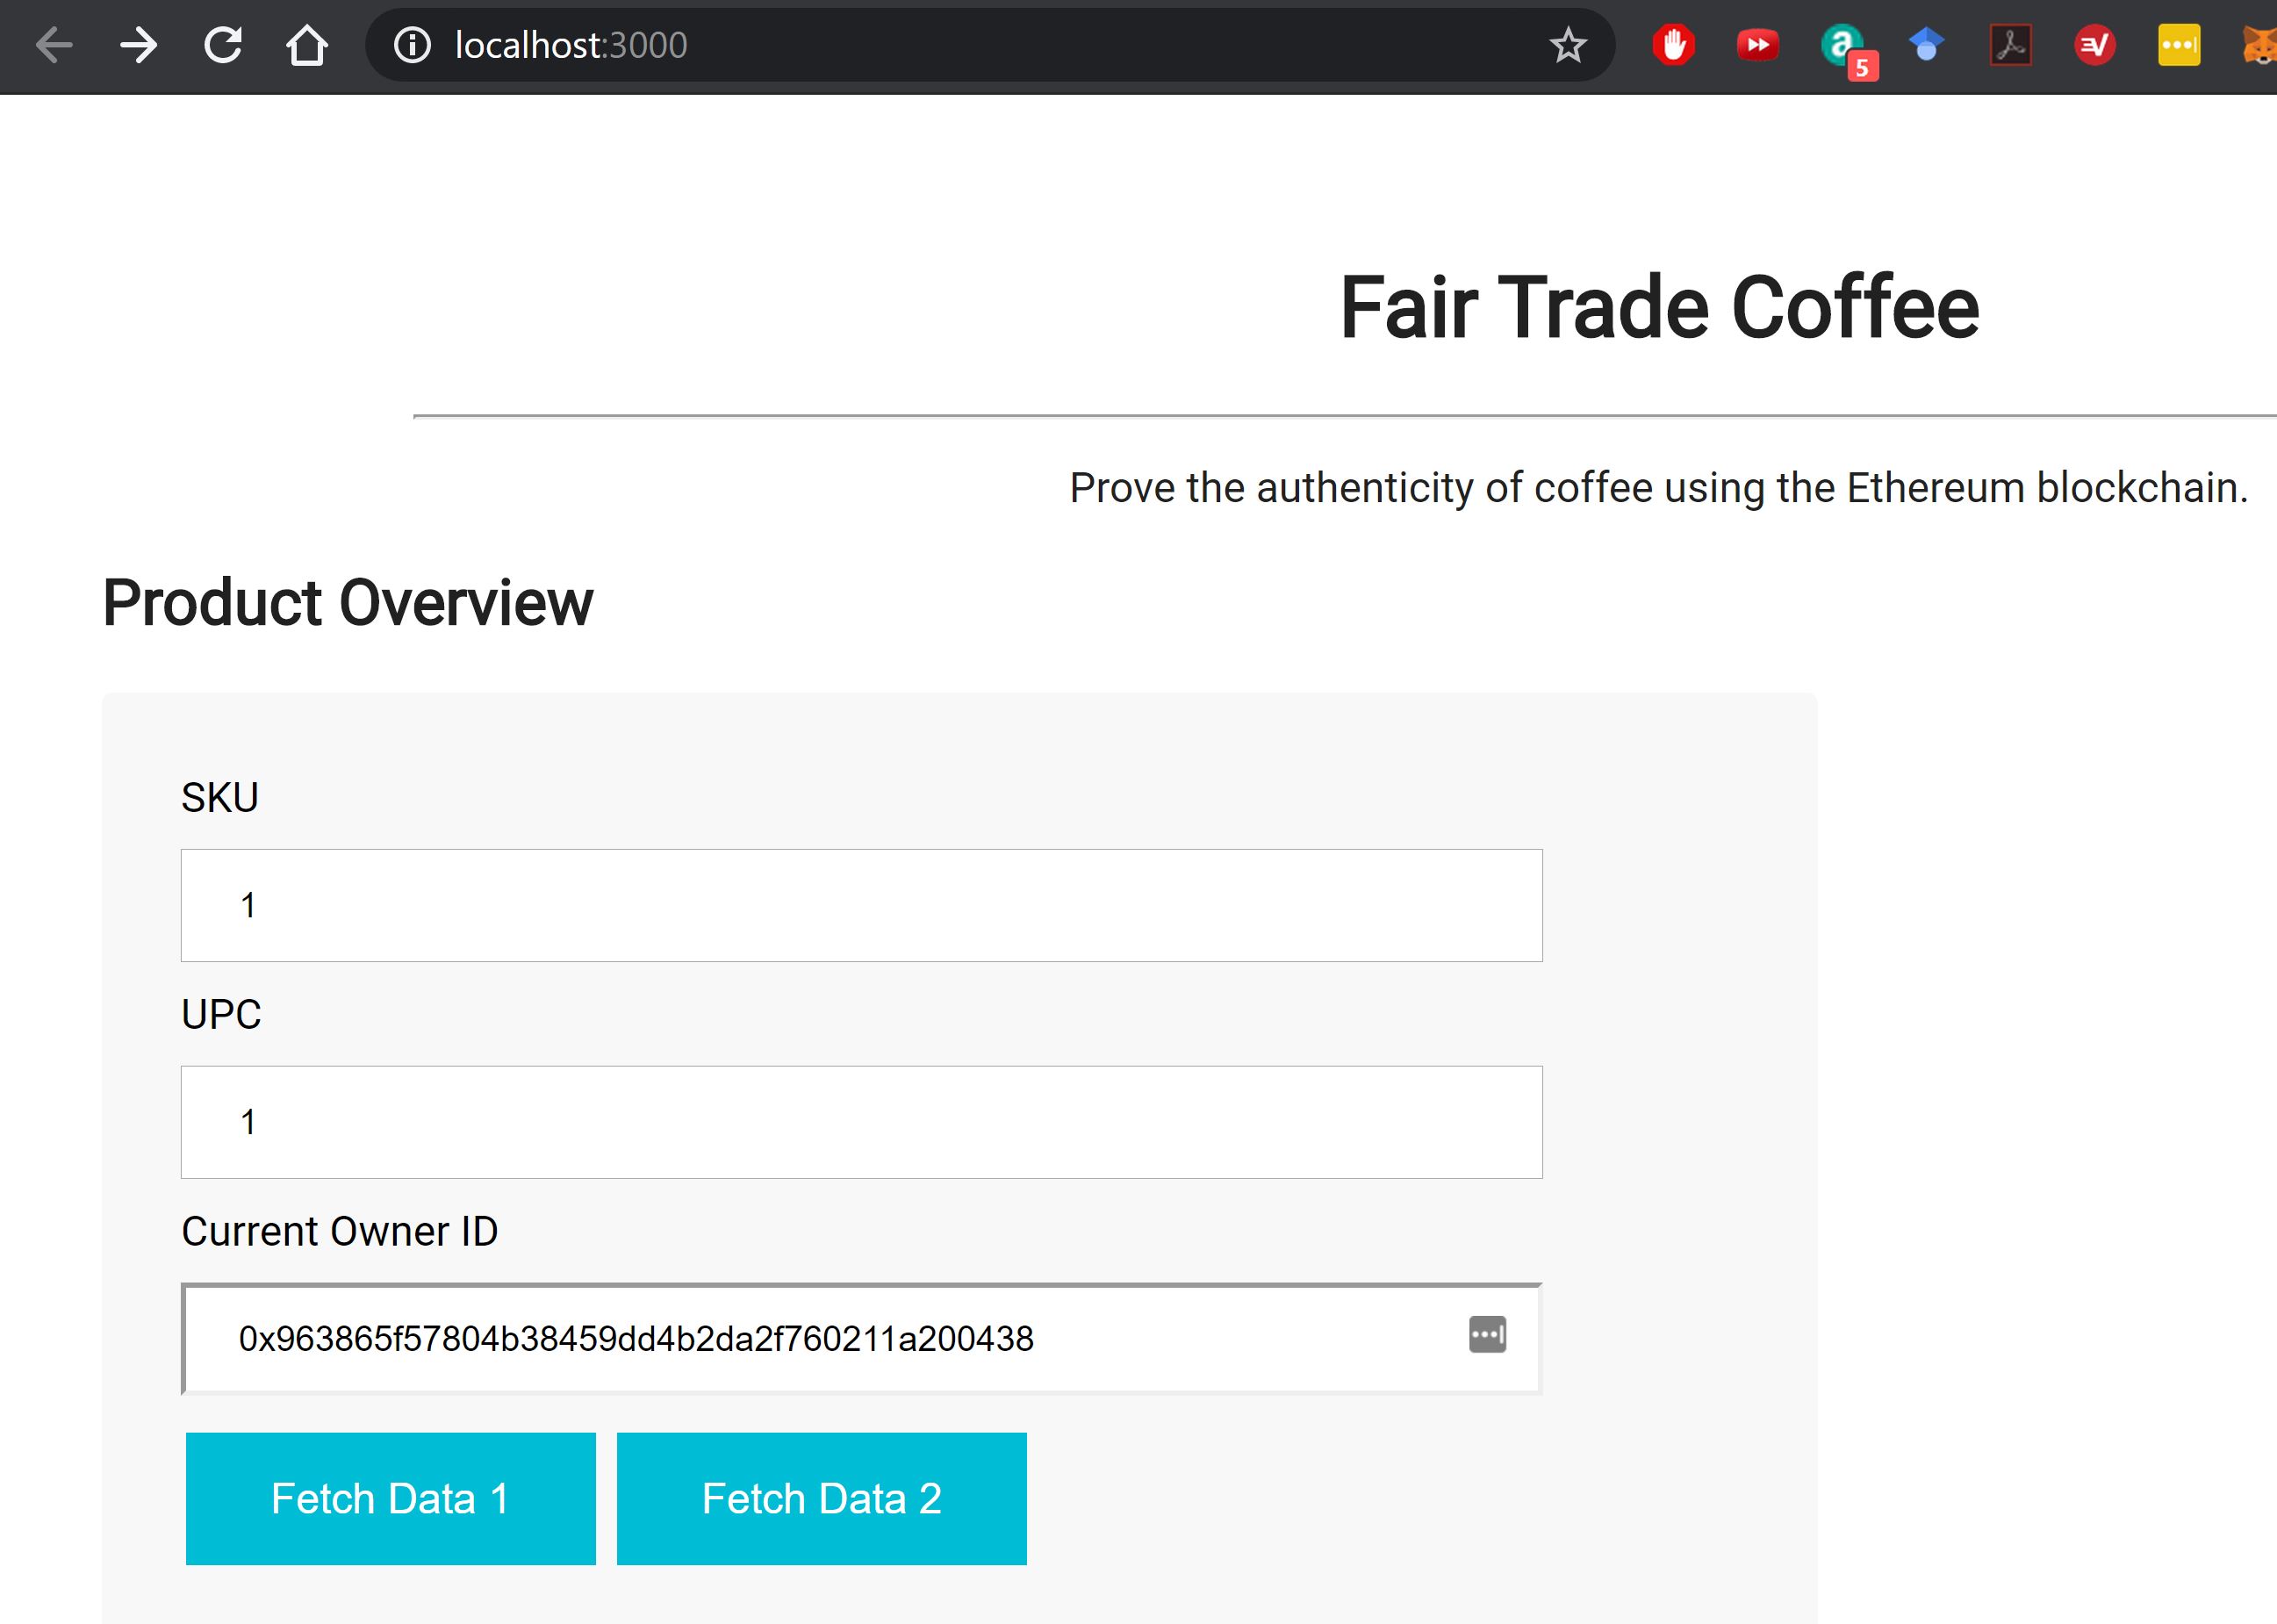 localhost:3000
5
Fair Trade Coffee
Prove the authenticity of coffee using the Ethereum blockchain.
Product Overview
SKU
1
UPC
1
Current Owner ID
0x963865f57804b38459dd4b2da2f760211a200438
Fetch Data 1
Fetch Data 2